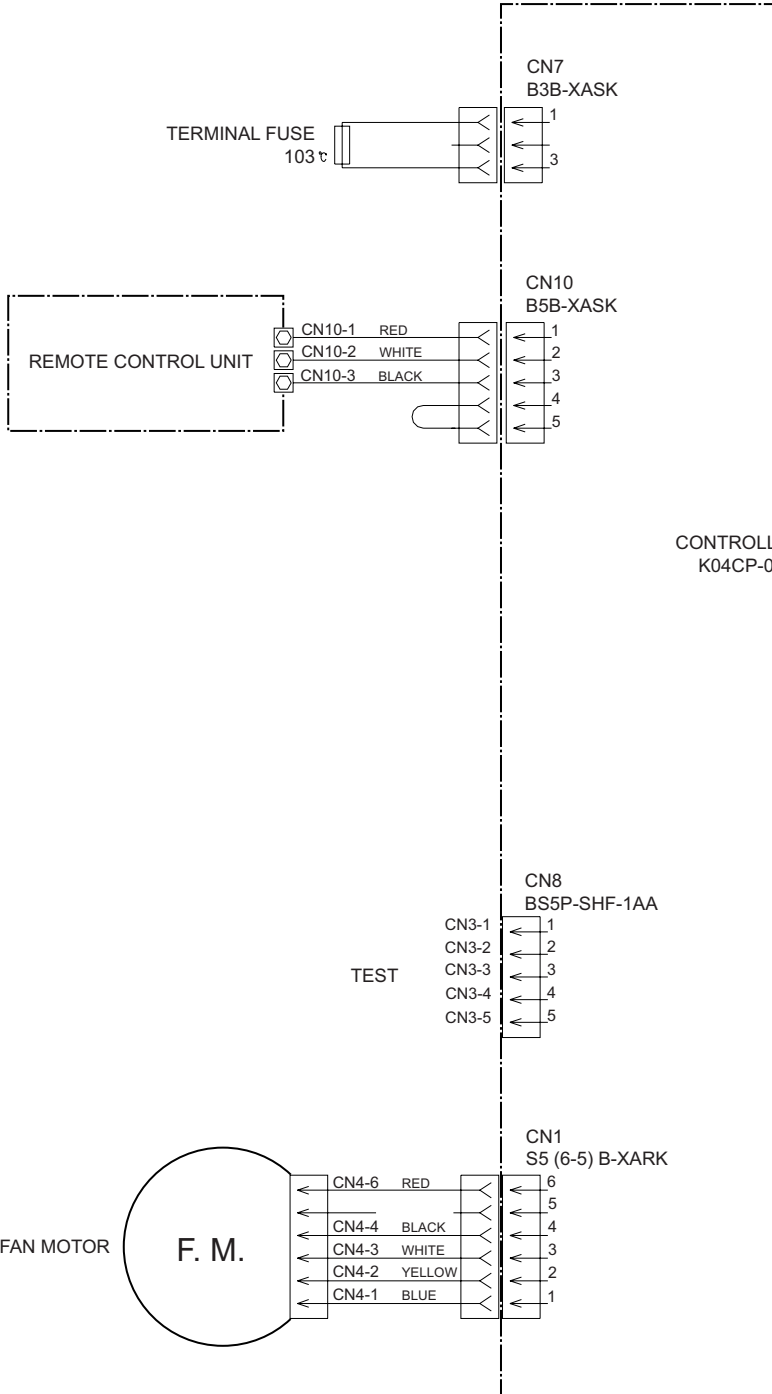 CN7
B3B-XASK
TERMINAL FUSE
103℃
1
3
CN10
B5B-XASK
REMOTE CONTROL UNIT
CN10-1 RED 1
CN10-2 WHITE 2
CN10-3 BLACK 3
4
5
CONTROLL
K04CP-0
CN8
BS5P-SHF-1AA
TEST
CN3-1 1
CN3-2 2
CN3-3 3
CN3-4 4
CN3-5 5
CN1
S5 (6-5) B-XARK
FAN MOTOR
F. M.
CN4-6 RED 6
5
CN4-4 BLACK 4
CN4-3 WHITE 3
CN4-2 YELLOW 2
CN4-1 BLUE 1